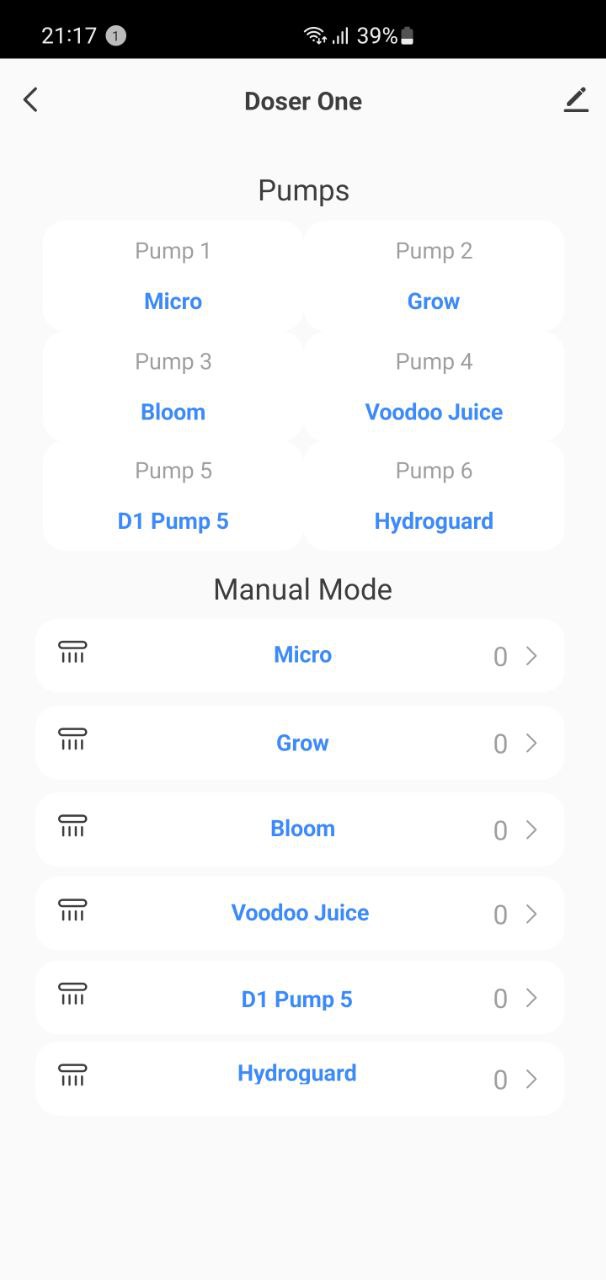 21:17 1 39%
Doser One
Pumps
Pump 1 Pump 2
Micro Grow
Pump 3 Pump 4
Bloom Voodoo Juice
Pump 5 Pump 6
D1 Pump 5 Hydroguard
Manual Mode
Micro 0
Grow 0
Bloom 0
Voodoo Juice 0
D1 Pump 5 0
Hydroguard 0